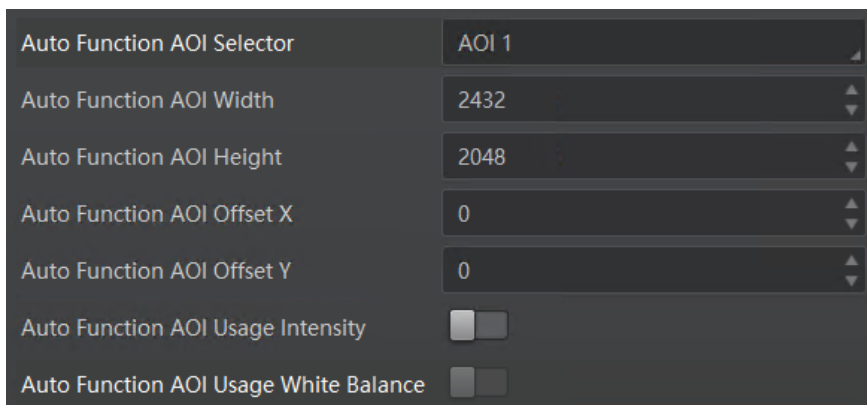 Auto Function AOI Selector AOI 1
Auto Function AOI Width 2432
Auto Function AOI Height 2048
Auto Function AOI Offset X 0
Auto Function AOI Offset Y 0
Auto Function AOI Usage Intensity
Auto Function AOI Usage White Balance